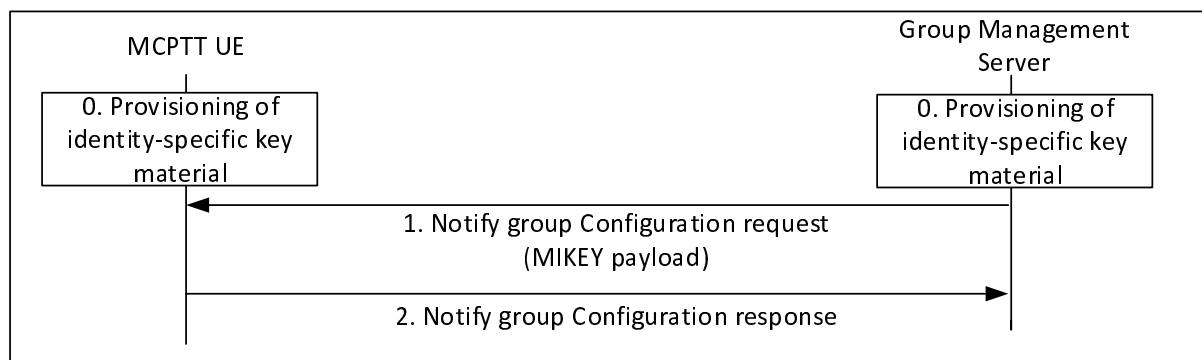 MCPTT UE
Group Management
Server
0. Provisioning of
identity-specific key
material
0. Provisioning of
identity-specific key
material
1. Notify group Configuration request
(MIKEY payload)
2. Notify group Configuration response